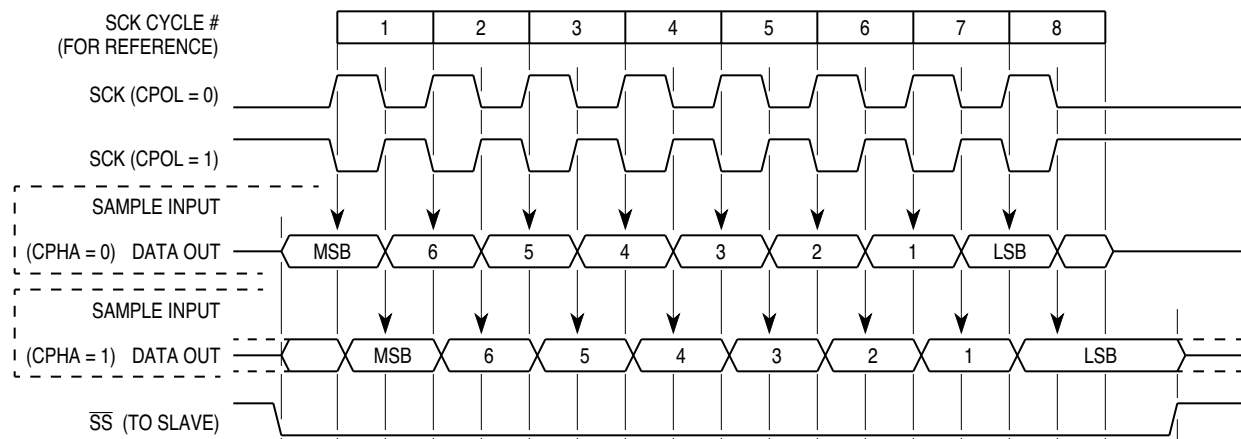 SCK CYCLE #
(FOR REFERENCE)
1 2 3 4 5 6 7 8
SCK (CPOL = 0)
SCK (CPOL = 1)
SAMPLE INPUT
(CPHA = 0) DATA OUT
MSB 6 5 4 3 2 1 LSB
SAMPLE INPUT
(CPHA = 1) DATA OUT
MSB 6 5 4 3 2 1 LSB
S̅S̅ (TO SLAVE)